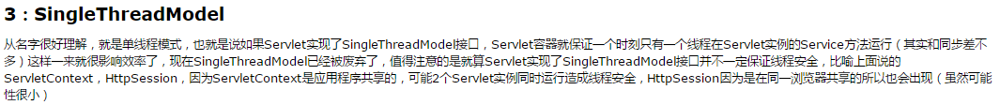 3：SingleThreadModel
从名字很好理解，就是单线程模式，也就是说如果Servlet实现了SingleThreadModel接口，Servlet容器就保证一个时刻只有一个线程在Servlet实例的Service方法运行（其实和同步差不
多）这样一来就很影响效率了，现在SingleThreadModel已经被废弃了，值得注意的是就算Servlet实现了SingleThreadModel接口并不一定保证线程安全，比喻上面说的
ServletContext，HttpSession，因为ServletContext是应用程序共享的，可能2个Servlet实例同时运行造成线程安全，HttpSession因为是在同一浏览器共享的所以也会出现（虽然可能
性很小）